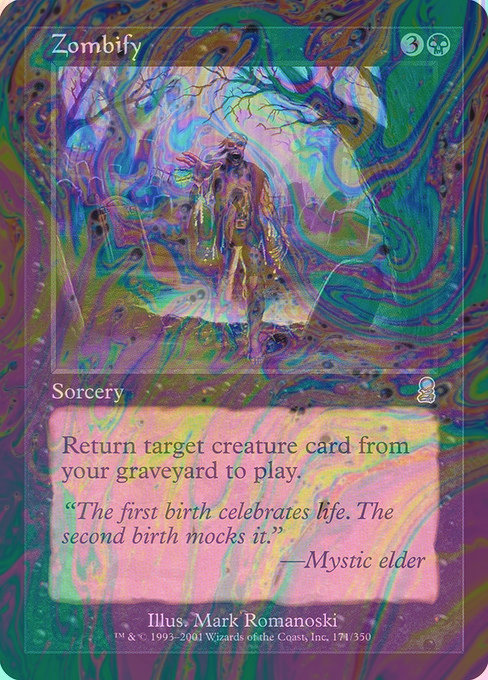 Zombify 3
Sorcery
Return target creature card from
your graveyard to play.
“The first birth celebrates life. The
second birth mocks it.”
—Mystic elder
Illus. Mark Romanoski
™ & © 1993–2001 Wizards of the Coast, Inc. 171/350